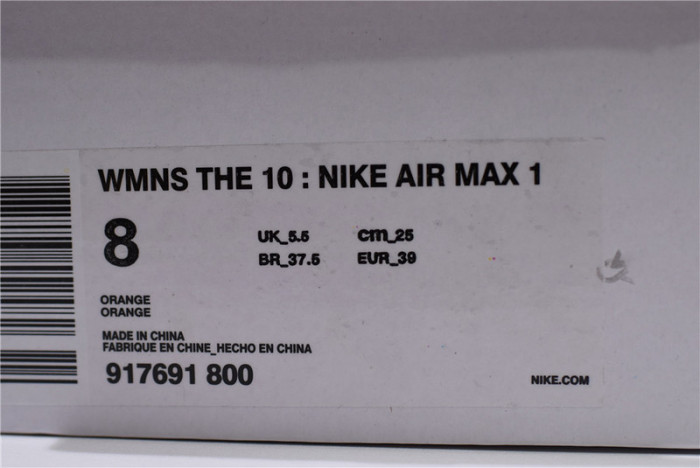 WMNS THE 10 : NIKE AIR MAX 1
8
UK_5.5 cm_25
BR_37.5 EUR_39
ORANGE
ORANGE
MADE IN CHINA
FABRIQUE EN CHINE_HECHO EN CHINA
917691 800
NIKE.COM